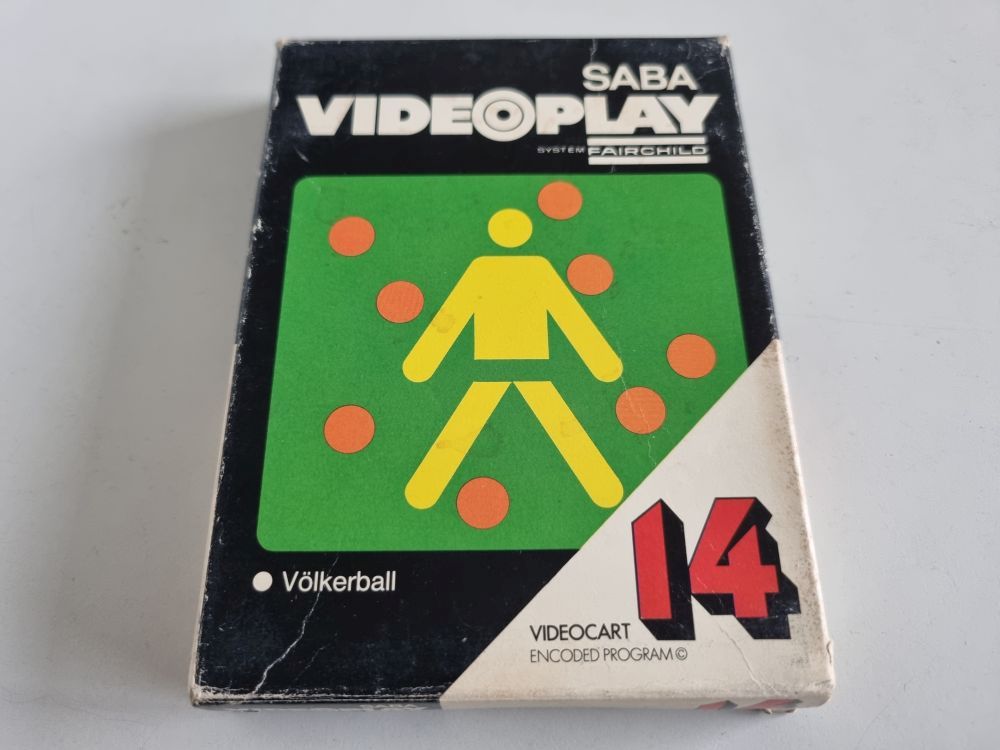 SABA
VIDEOPLAY
SYSTEM FAIRCHILD
● Völkerball
14
VIDEOCART
ENCODED PROGRAM©